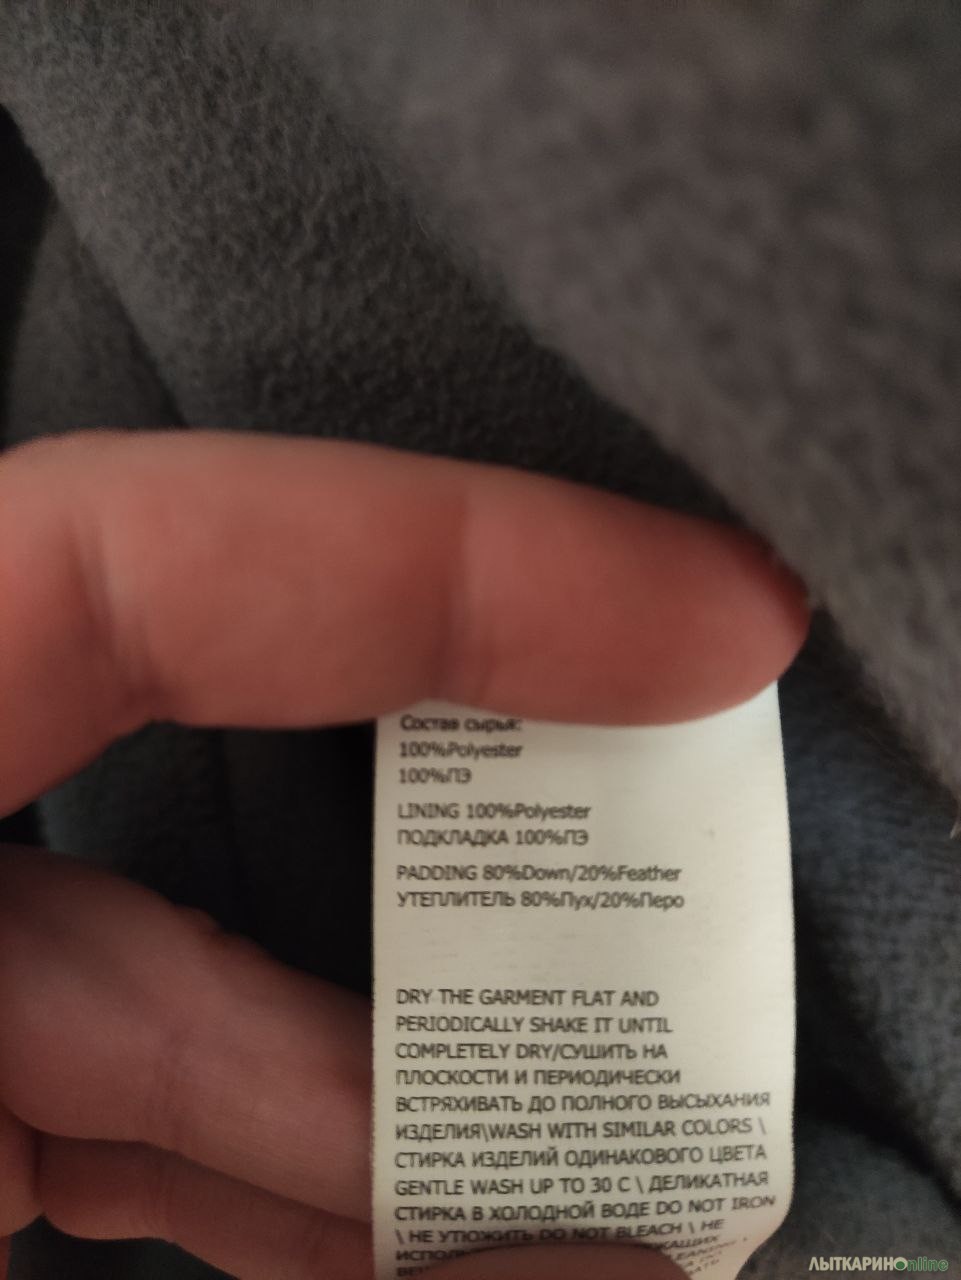 Состав сырья:
100%Polyester
100%ПЭ
LINING 100%Polyester
ПОДКЛАДКА 100%ПЭ
PADDING 80%Down/20%Feather
УТЕПЛИТЕЛЬ 80%Пух/20%Перо
DRY THE GARMENT FLAT AND
PERIODICALLY SHAKE IT UNTIL
COMPLETELY DRY/СУШИТЬ НА
ПЛОСКОСТИ И ПЕРИОДИЧЕСКИ
ВСТРЯХИВАТЬ ДО ПОЛНОГО ВЫСЫХАНИЯ
ИЗДЕЛИЯ\WASH WITH SIMILAR COLORS \
СТИРКА ИЗДЕЛИЙ ОДИНАКОВОГО ЦВЕТА
GENTLE WASH UP TO 30 C \ ДЕЛИКАТНАЯ
СТИРКА В ХОЛОДНОЙ ВОДЕ DO NOT IRON
\ НЕ УТЮЖИТЬ DO NOT BLEACH \ НЕ
ЛЫТКАРИНОonline